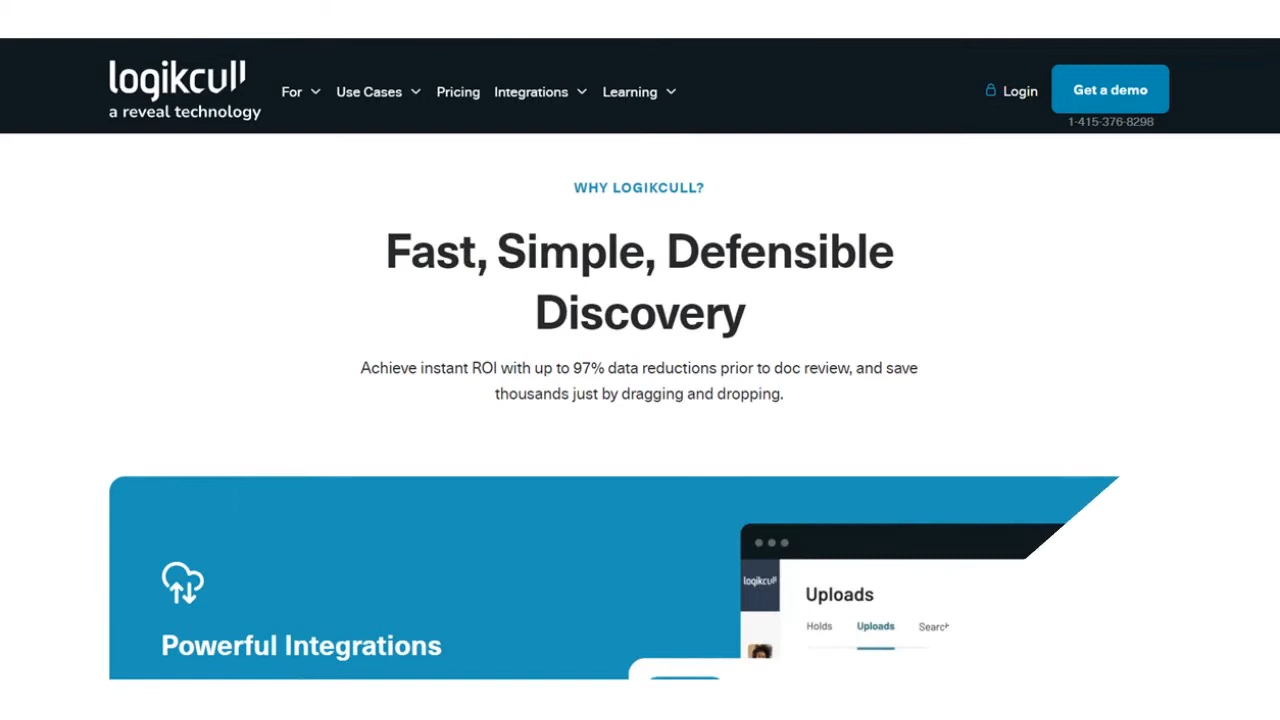 logikcull
a reveal technology
For Use Cases Pricing Integrations Learning
Login
Get a demo
1-415-376-8298
WHY LOGIKCULL?
Fast, Simple, Defensible
Discovery
Achieve instant ROI with up to 97% data reductions prior to doc review, and save
thousands just by dragging and dropping.
Powerful Integrations
logikcull
Uploads
Holds Uploads